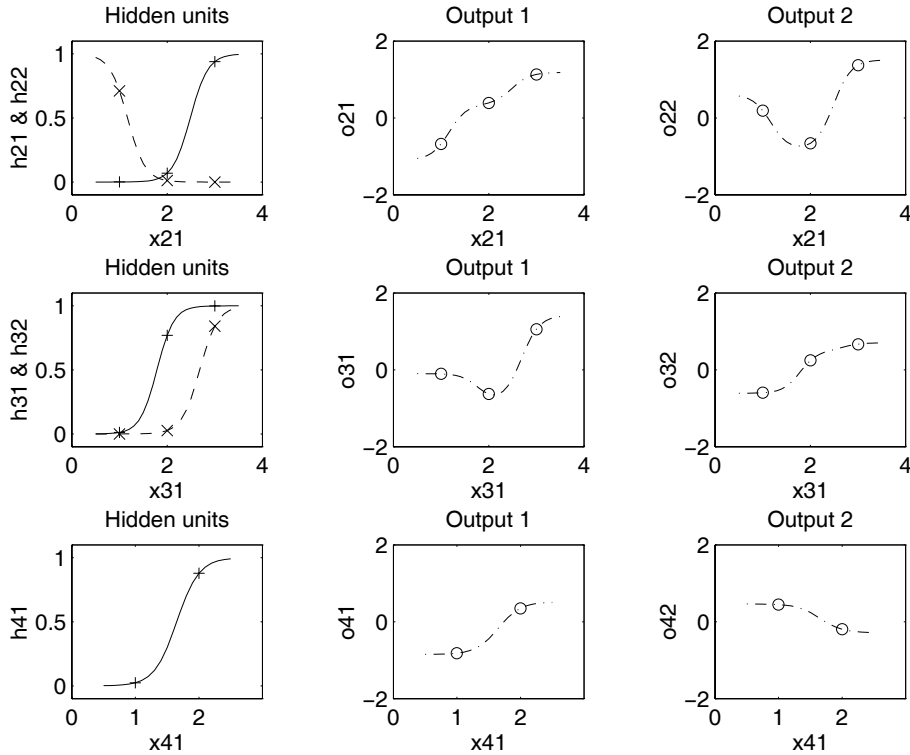 Hidden units
Output 1
Output 2
1
0.5
0
h21 & h22
0 2 4
x21
2
0
−2
o21
0 2 4
x21
2
0
−2
o22
0 2 4
x21
Hidden units
Output 1
Output 2
1
0.5
0
h31 & h32
0 2 4
x31
2
0
−2
o31
0 2 4
x31
2
0
−2
o32
0 2 4
x31
Hidden units
Output 1
Output 2
1
0.5
0
h41
0 1 2
x41
2
0
−2
o41
0 1 2
x41
2
0
−2
o42
0 1 2
x41